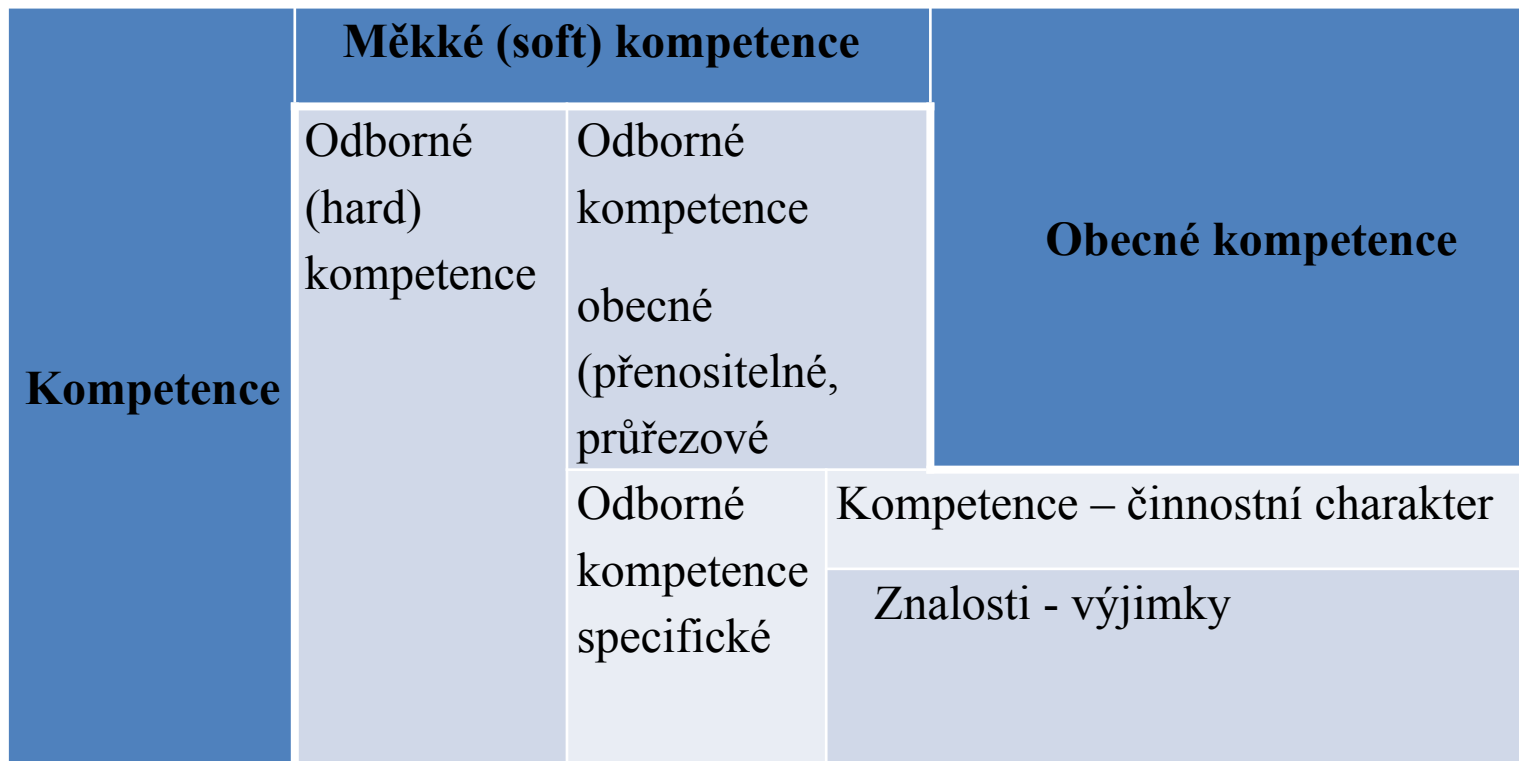 Měkké (soft) kompetence
Kompetence
Odborné
(hard)
kompetence
Odborné
kompetence
obecné
(přenositelné,
průřezové
Obecné kompetence
Odborné
kompetence
specifické
Kompetence – činnostní charakter
Znalosti - výjimky